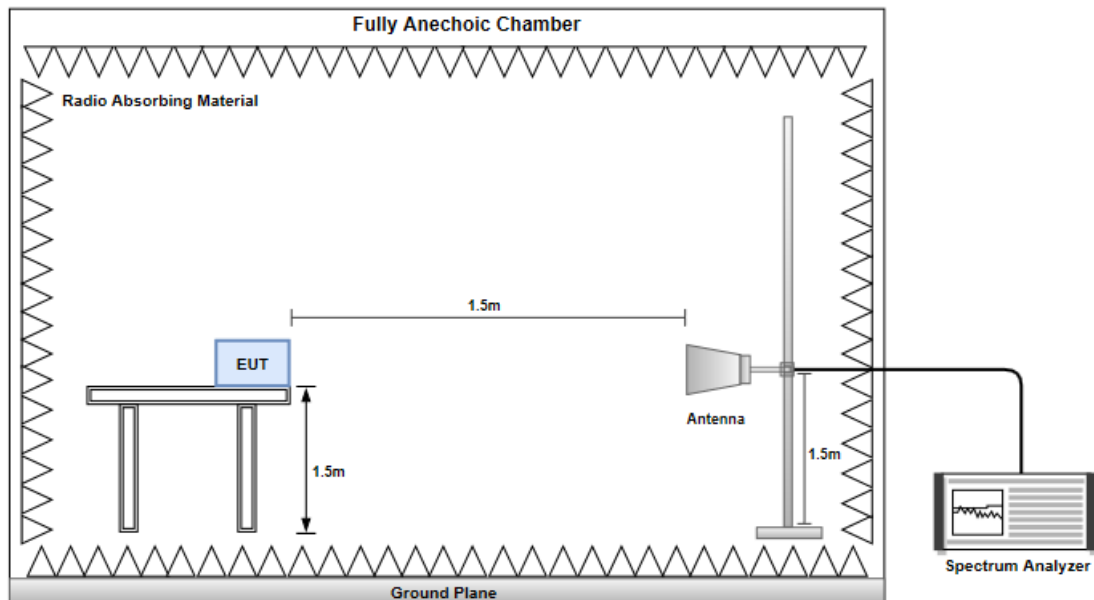 Fully Anechoic Chamber
Radio Absorbing Material
1.5m
EUT
Antenna
1.5m
1.5m
Spectrum Analyzer
Ground Plane